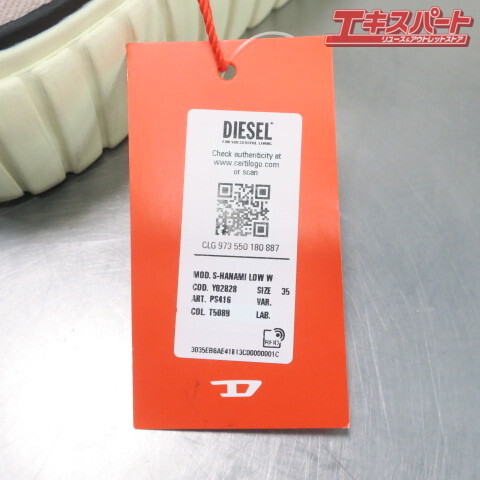 エキスパート
リユース&アウトレットストア
DIESEL
FOR SUCCESSFUL LIVING
Check authenticity at
www.certilogo.com
or scan
CLG 973 550 180 887
MOD. S-HANAMI LOW W
COD. Y02828 SIZE 35
ART. PS416 VAR.
COL. T5089 LAB.
RFID
3035EB6AE41813C00000001C
D